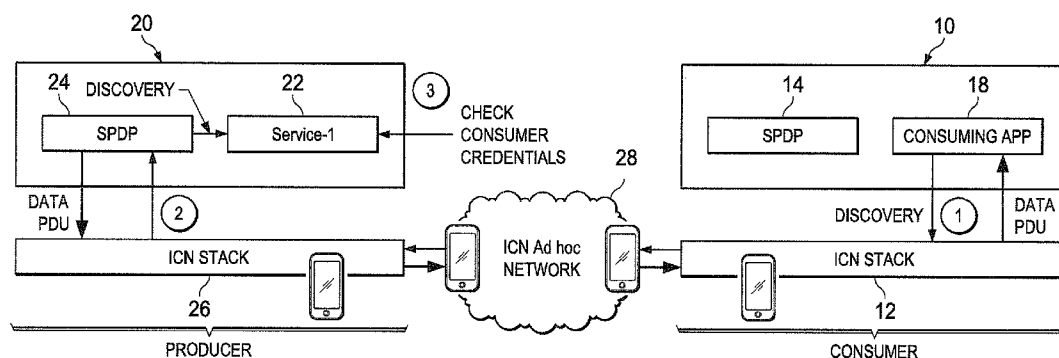 20
10
24
DISCOVERY
22
3
14
18
SPDP
Service-1
CHECK
CONSUMER
CREDENTIALS
SPDP
CONSUMING APP
28
DATA
PDU
2
DISCOVERY
1
DATA
PDU
ICN STACK
ICN Ad hoc
NETWORK
ICN STACK
26
12
PRODUCER
CONSUMER